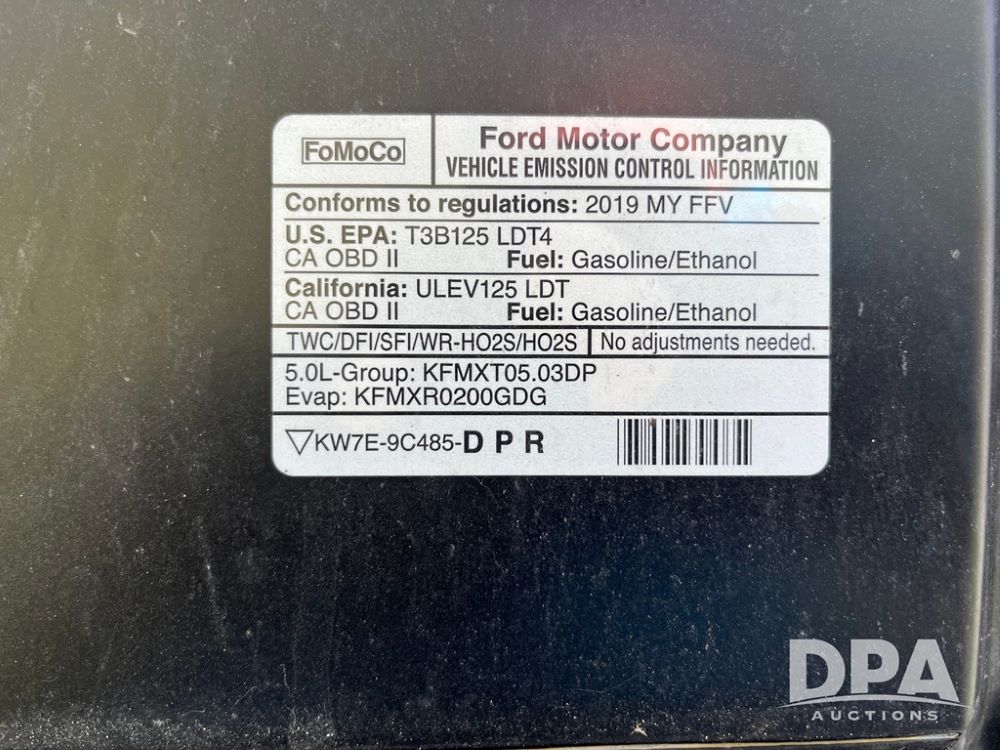 FoMoCo
Ford Motor Company
VEHICLE EMISSION CONTROL INFORMATION
Conforms to regulations: 2019 MY FFV
U.S. EPA: T3B125 LDT4
CA OBD II Fuel: Gasoline/Ethanol
California: ULEV125 LDT
CA OBD II Fuel: Gasoline/Ethanol
TWC/DFI/SFI/WR-HO2S/HO2S No adjustments needed.
5.0L-Group: KFMXT05.03DP
Evap: KFMXR0200GDG
▽KW7E-9C485-D P R
DPA
AUCTIONS